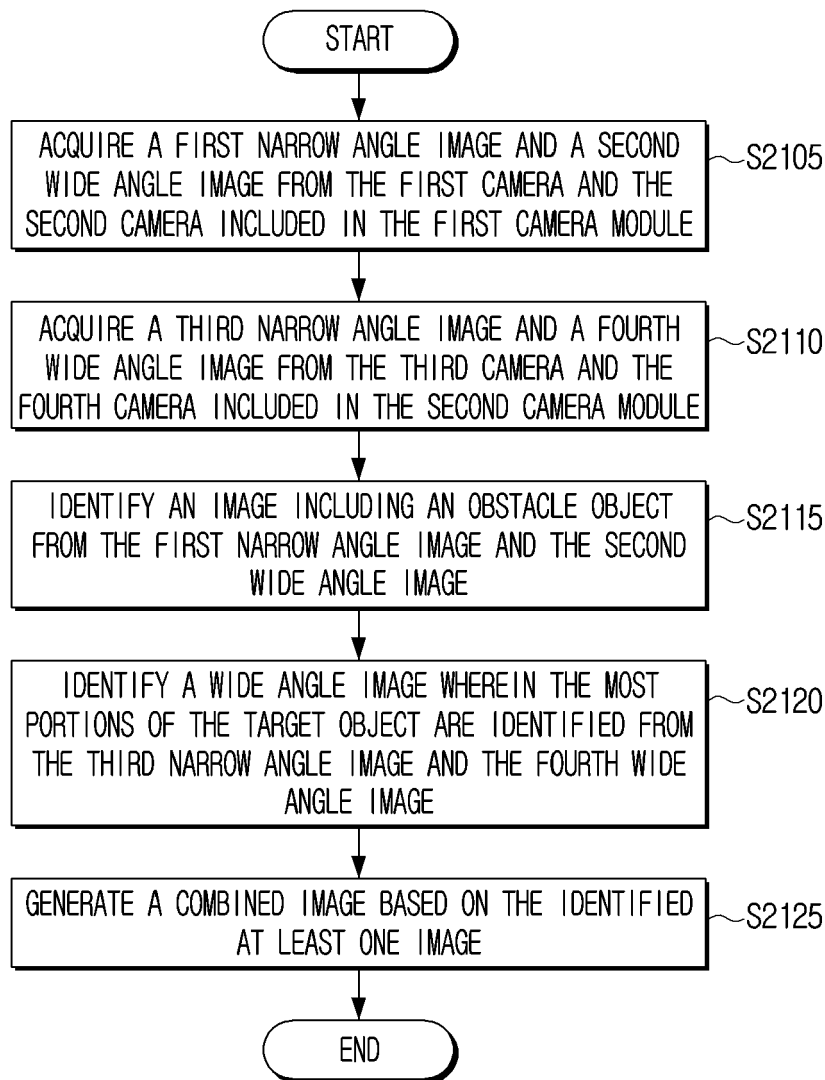 START
ACQUIRE A FIRST NARROW ANGLE IMAGE AND A SECOND
WIDE ANGLE IMAGE FROM THE FIRST CAMERA AND THE
SECOND CAMERA INCLUDED IN THE FIRST CAMERA MODULE
S2105
ACQUIRE A THIRD NARROW ANGLE IMAGE AND A FOURTH
WIDE ANGLE IMAGE FROM THE THIRD CAMERA AND THE
FOURTH CAMERA INCLUDED IN THE SECOND CAMERA MODULE
S2110
IDENTIFY AN IMAGE INCLUDING AN OBSTACLE OBJECT
FROM THE FIRST NARROW ANGLE IMAGE AND THE SECOND
WIDE ANGLE IMAGE
S2115
IDENTIFY A WIDE ANGLE IMAGE WHEREIN THE MOST
PORTIONS OF THE TARGET OBJECT ARE IDENTIFIED FROM
THE THIRD NARROW ANGLE IMAGE AND THE FOURTH WIDE
ANGLE IMAGE
S2120
GENERATE A COMBINED IMAGE BASED ON THE IDENTIFIED
AT LEAST ONE IMAGE
S2125
END